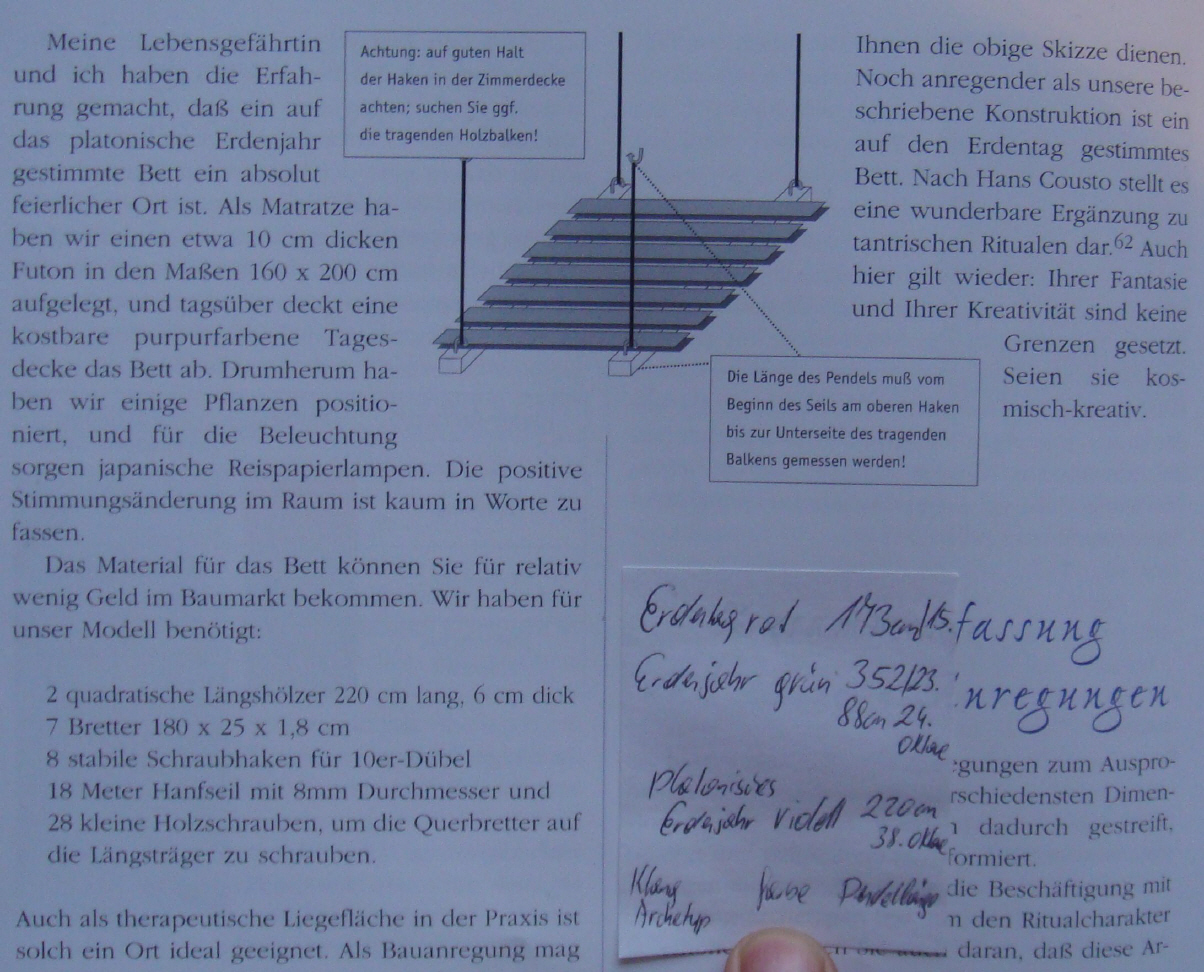 Meine Lebensgefährtin
und ich haben die Erfah-
rung gemacht, daß ein auf
das platonische Erdenjahr
gestimmte Bett ein absolut
feierlicher Ort ist. Als Matratze ha-
ben wir einen etwa 10 cm dicken
Futon in den Maßen 160 x 200 cm
aufgelegt, und tagsüber deckt eine
kostbare purpurfarbene Tages-
decke das Bett ab. Drumherum ha-
ben wir einige Pflanzen positio-
niert, und für die Beleuchtung
sorgen japanische Reispapierlampen. Die positive
Stimmungsänderung im Raum ist kaum in Worte zu
fassen.
Das Material für das Bett können Sie für relativ
wenig Geld im Baumarkt bekommen. Wir haben für
unser Modell benötigt:
2 quadratische Längshölzer 220 cm lang, 6 cm dick
7 Bretter 180 x 25 x 1,8 cm
8 stabile Schraubhaken für 10er-Dübel
18 Meter Hanfseil mit 8mm Durchmesser und
28 kleine Holzschrauben, um die Querbretter auf
die Längsträger zu schrauben.
Auch als therapeutische Liegefläche in der Praxis ist
solch ein Ort ideal geeignet. Als Bauanregung mag
Achtung: auf guten Halt
der Haken in der Zimmerdecke
achten; suchen Sie ggf.
die tragenden Holzbalken!
Die Länge des Pendels muß vom
Beginn des Seils am oberen Haken
bis zur Unterseite des tragenden
Balkens gemessen werden!
Ihnen die obige Skizze dienen.
Noch anregender als unsere be-
schriebene Konstruktion ist ein
auf den Erdentag gestimmtes
Bett. Nach Hans Cousto stellt es
eine wunderbare Ergänzung zu
tantrischen Ritualen dar.62 Auch
hier gilt wieder: Ihrer Fantasie
und Ihrer Kreativität sind keine
Grenzen gesetzt.
Seien sie kos-
misch-kreativ.
Erdentag rot 173cm/15.
Erdenjahr grün 352/23.
88cm 24.
Oktave
Platonisches
Erdenjahr violett 220cm
38. Oktave
Klang Farbe Pendellänge
Archetyp
fassung
nregungen
gungen zum Auspro-
rschiedensten Dimen-
dadurch gestreift,
formiert.
die Beschäftigung mit
n den Ritualcharakter
daran, daß diese Ar-